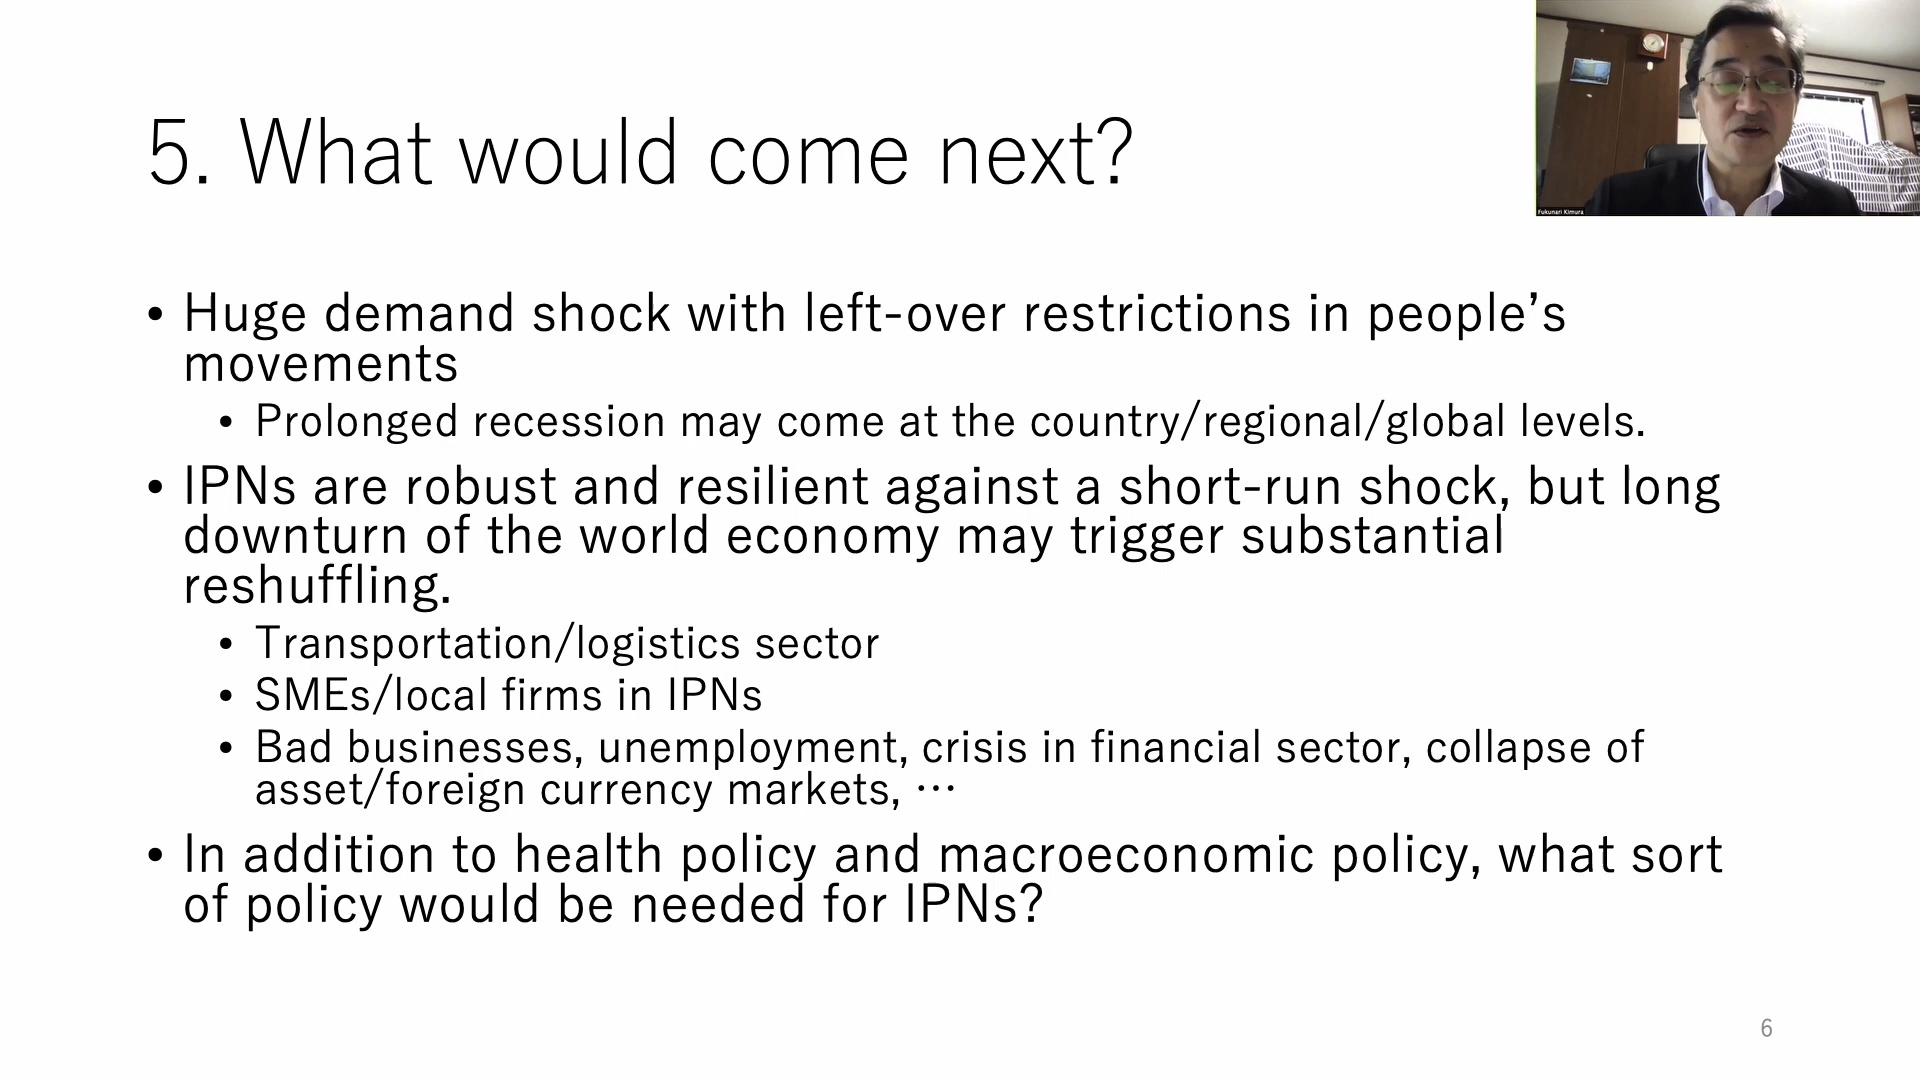 5. What would come next?
Fukunari Kimura
• Huge demand shock with left-over restrictions in people’s
movements
• Prolonged recession may come at the country/regional/global levels.
• IPNs are robust and resilient against a short-run shock, but long
downturn of the world economy may trigger substantial
reshuffling.
• Transportation/logistics sector
• SMEs/local firms in IPNs
• Bad businesses, unemployment, crisis in financial sector, collapse of
asset/foreign currency markets, …
• In addition to health policy and macroeconomic policy, what sort
of policy would be needed for IPNs?
6